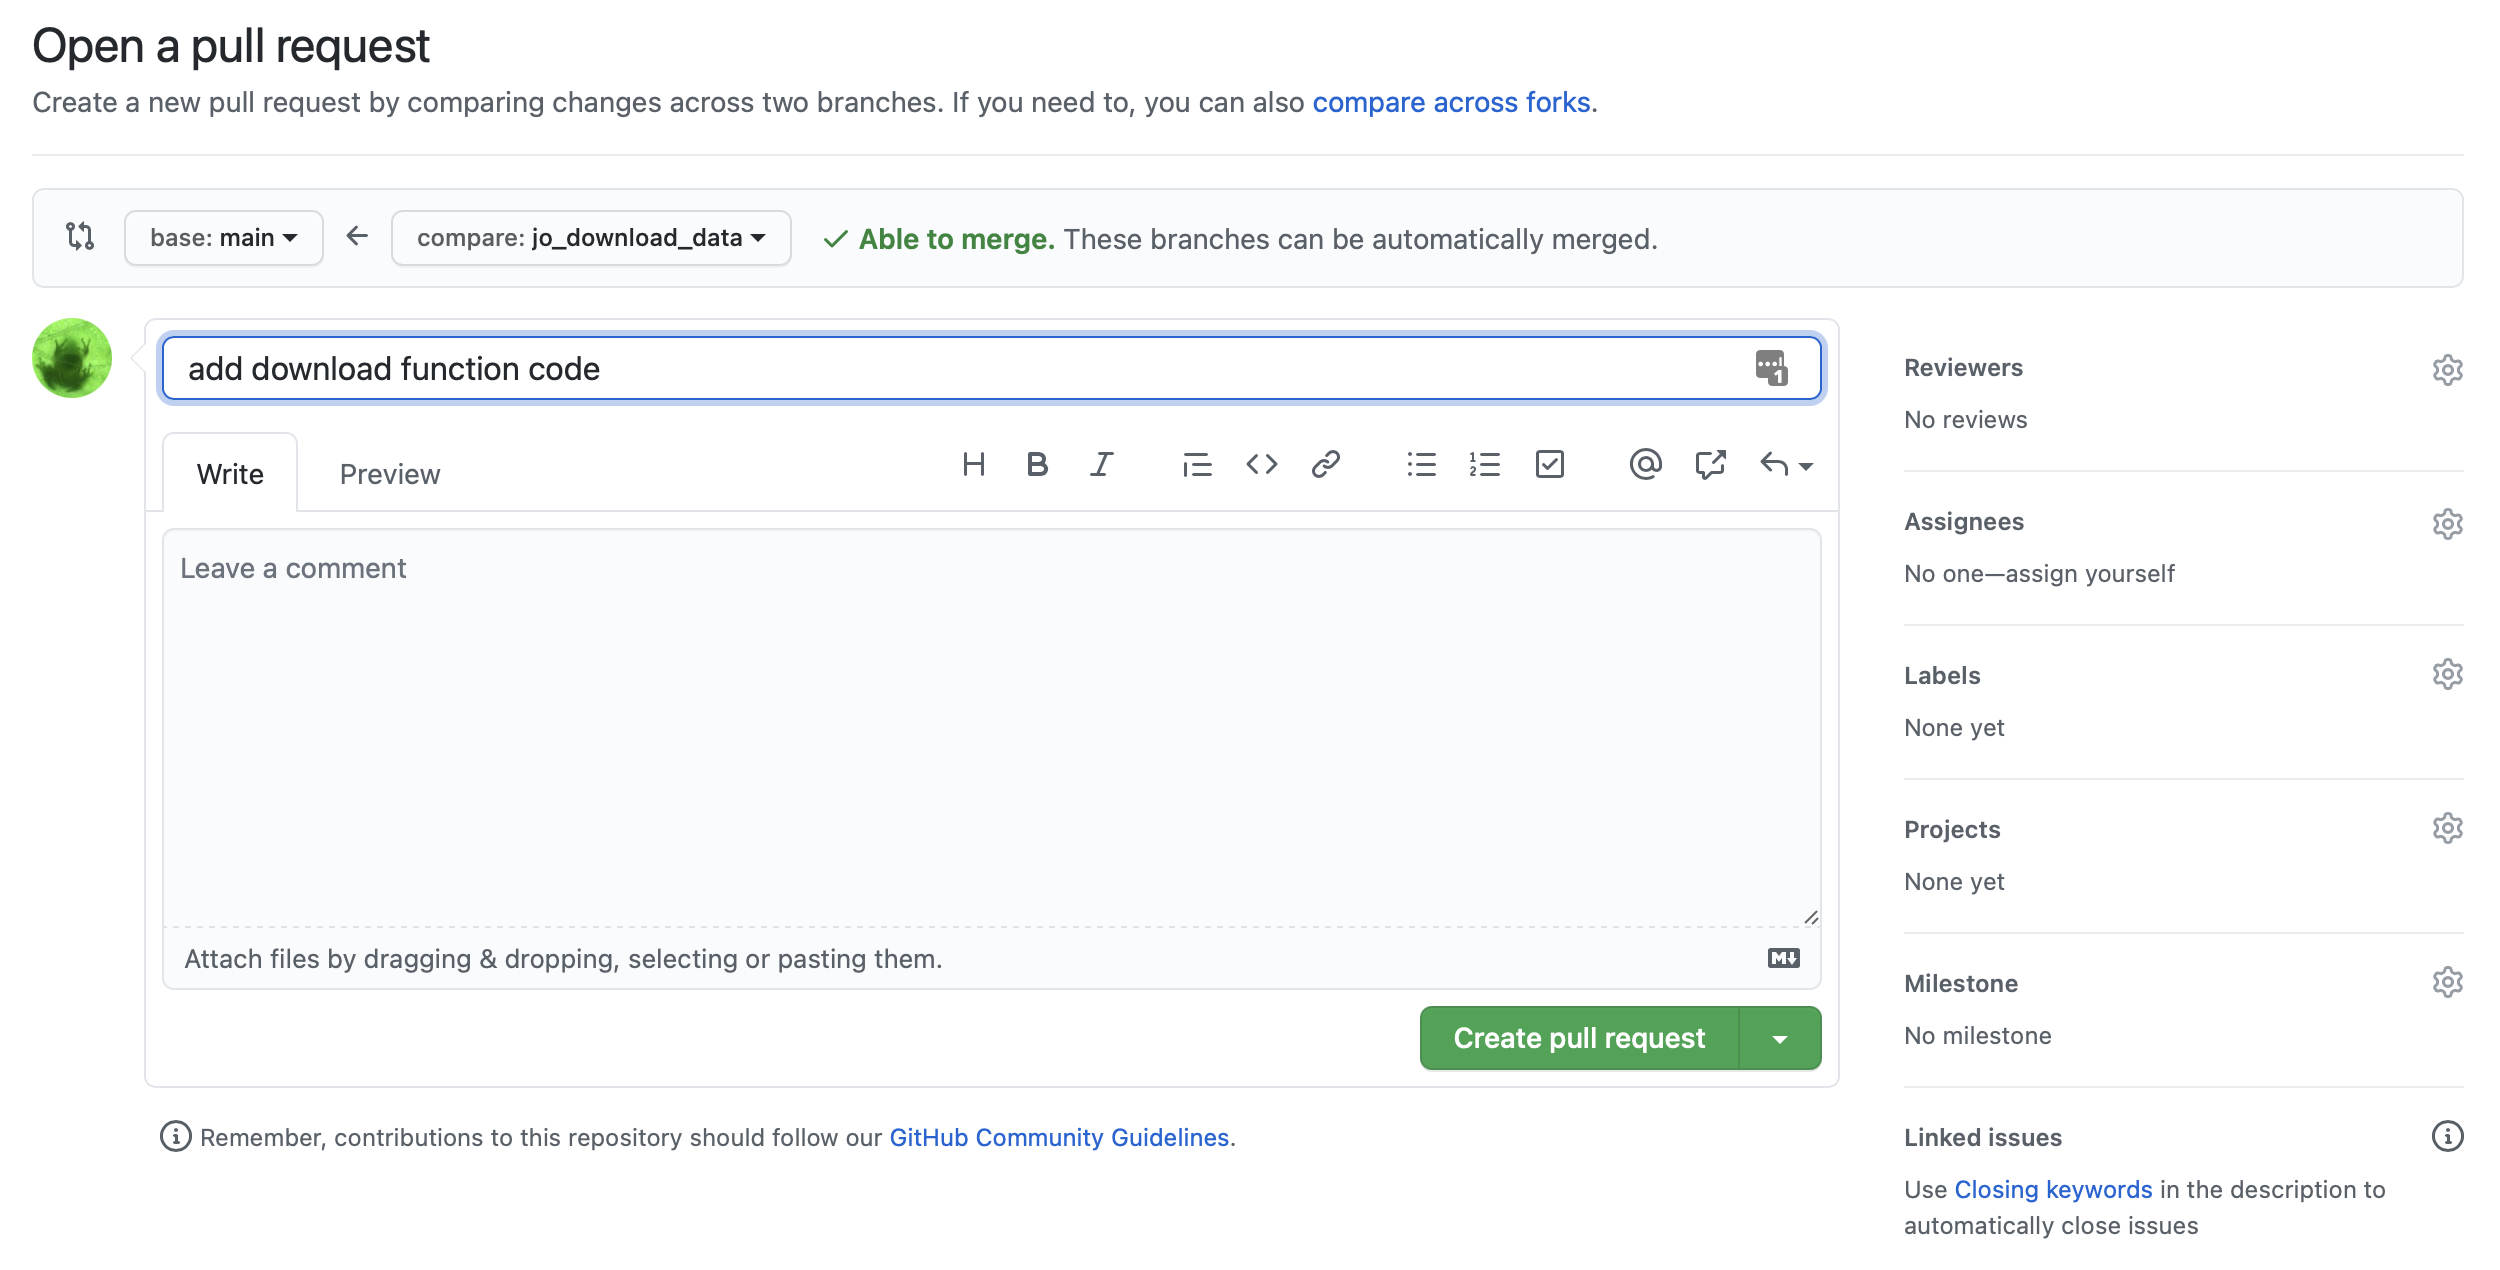 Open a pull request
Create a new pull request by comparing changes across two branches. If you need to, you can also compare across forks.
base: main
compare: jo_download_data
Able to merge. These branches can be automatically merged.
add download function code
1
Write
Preview
Leave a comment
Attach files by dragging & dropping, selecting or pasting them.
Create pull request
Remember, contributions to this repository should follow our GitHub Community Guidelines.
Reviewers
No reviews
Assignees
No one—assign yourself
Labels
None yet
Projects
None yet
Milestone
No milestone
Linked issues
Use Closing keywords in the description to
automatically close issues